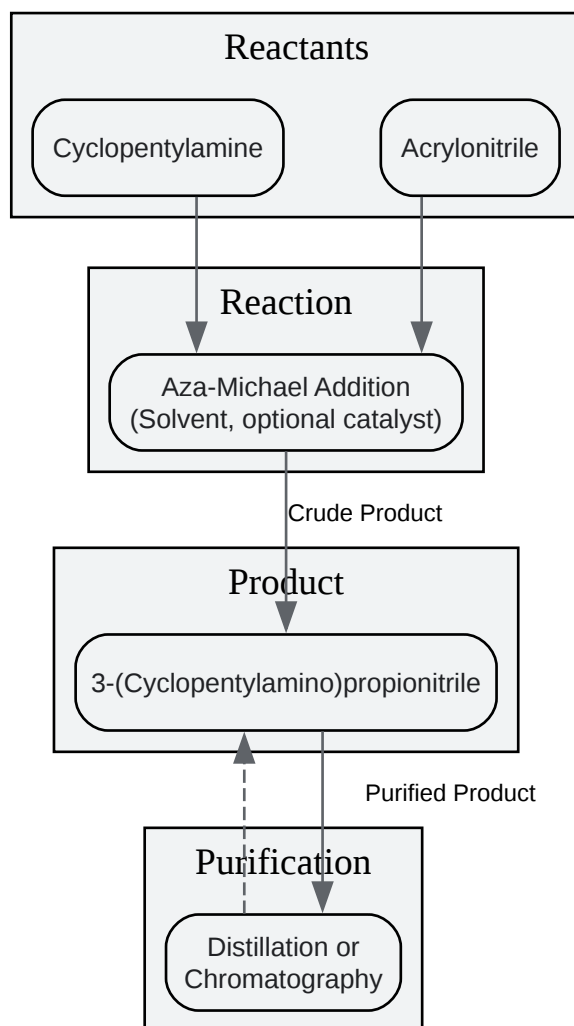 Reactants
Cyclopentylamine
Acrylonitrile
Reaction
Aza-Michael Addition
(Solvent, optional catalyst)
Crude Product
Product
3-(Cyclopentylamino)propionitrile
Purified Product
Purification
Distillation or
Chromatography